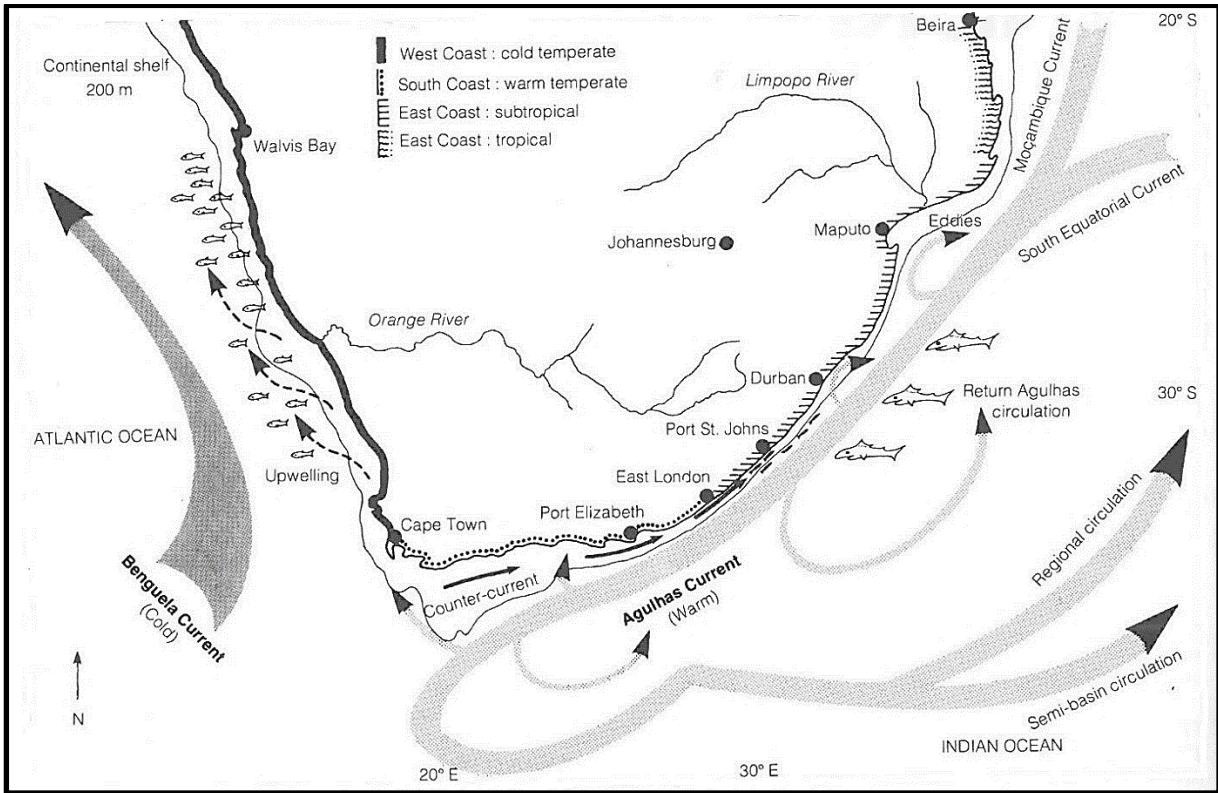 Continental shelf
200 m
West Coast : cold temperate
South Coast : warm temperate
East Coast : subtropical
East Coast : tropical
Beira
20° S
Limpopo River
Moçambique Current
Walvis Bay
Johannesburg
Maputo
Eddies
South Equatorial Current
Orange River
Durban
Return Agulhas
circulation
30° S
ATLANTIC OCEAN
Port St. Johns
Upwelling
East London
Port Elizabeth
Cape Town
Counter-current
Agulhas Current
(Warm)
Regional circulation
Benguela Current
(Cold)
Semi-basin circulation
N
INDIAN OCEAN
20° E
30° E